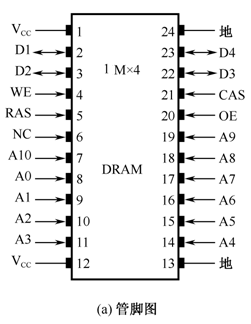 VCC 1 24 地
D1 2 1 M×4 23 D4
D2 3 22 D3
WE 4 21 CAS
RAS 5 20 OE
NC 6 19 A9
A10 7 18 A8
A0 8 DRAM 17 A7
A1 9 16 A6
A2 10 15 A5
A3 11 14 A4
VCC 12 13 地
(a) 管脚图